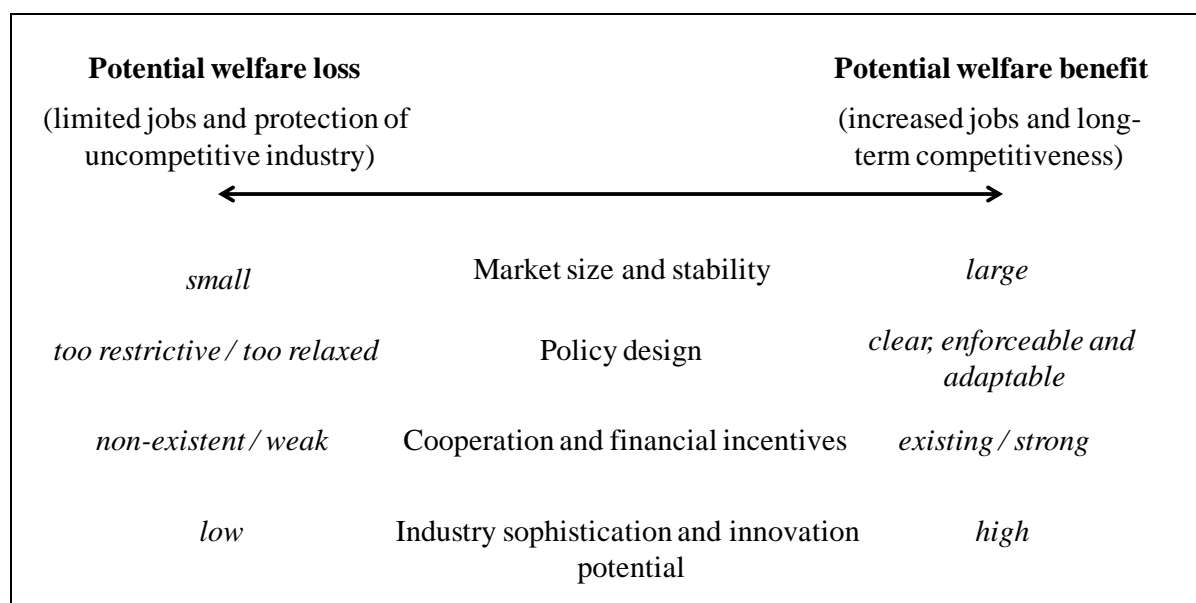 Potential welfare loss
Potential welfare benefit
(limited jobs and protection of
uncompetitive industry)
(increased jobs and long-
term competitiveness)
small
Market size and stability
large
too restrictive / too relaxed
Policy design
clear, enforceable and
adaptable
non-existent / weak
Cooperation and financial incentives
existing / strong
low
Industry sophistication and innovation
potential
high